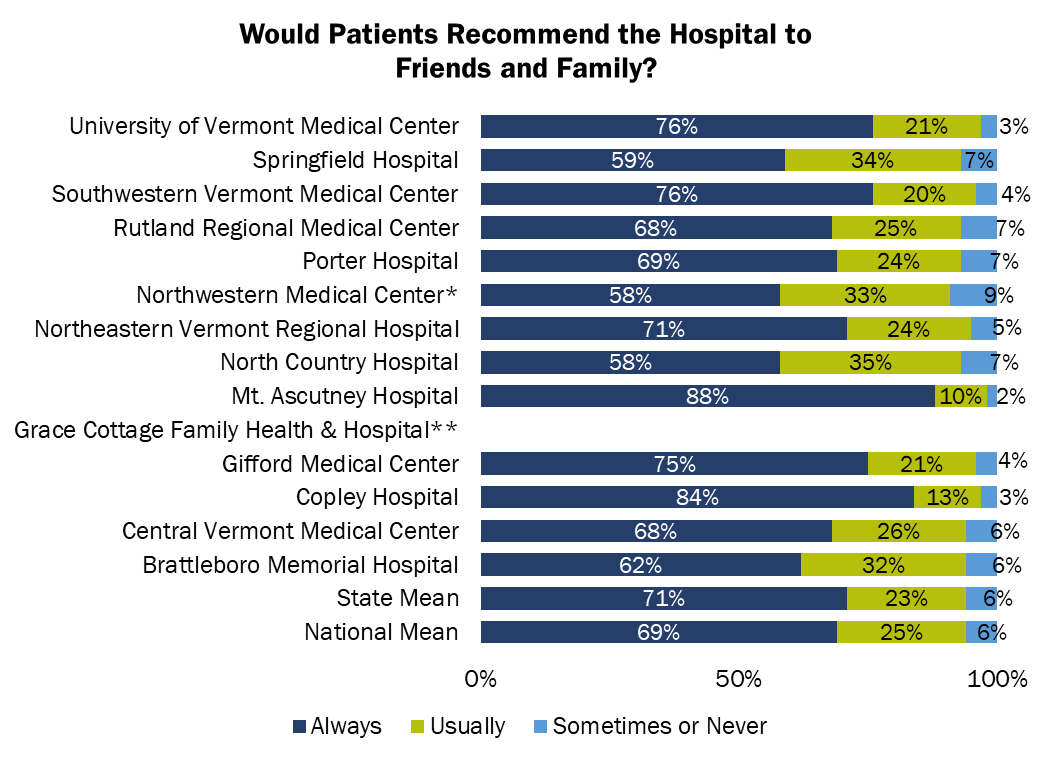 Would Patients Recommend the Hospital to
Friends and Family?
University of Vermont Medical Center 76% 21% 3%
Springfield Hospital 59% 34% 7%
Southwestern Vermont Medical Center 76% 20% 4%
Rutland Regional Medical Center 68% 25% 7%
Porter Hospital 69% 24% 7%
Northwestern Medical Center* 58% 33% 9%
Northeastern Vermont Regional Hospital 71% 24% 5%
North Country Hospital 58% 35% 7%
Mt. Ascutney Hospital 88% 10% 2%
Grace Cottage Family Health & Hospital**
Gifford Medical Center 75% 21% 4%
Copley Hospital 84% 13% 3%
Central Vermont Medical Center 68% 26% 6%
Brattleboro Memorial Hospital 62% 32% 6%
State Mean 71% 23% 6%
National Mean 69% 25% 6%
0% 50% 100%
Always Usually Sometimes or Never